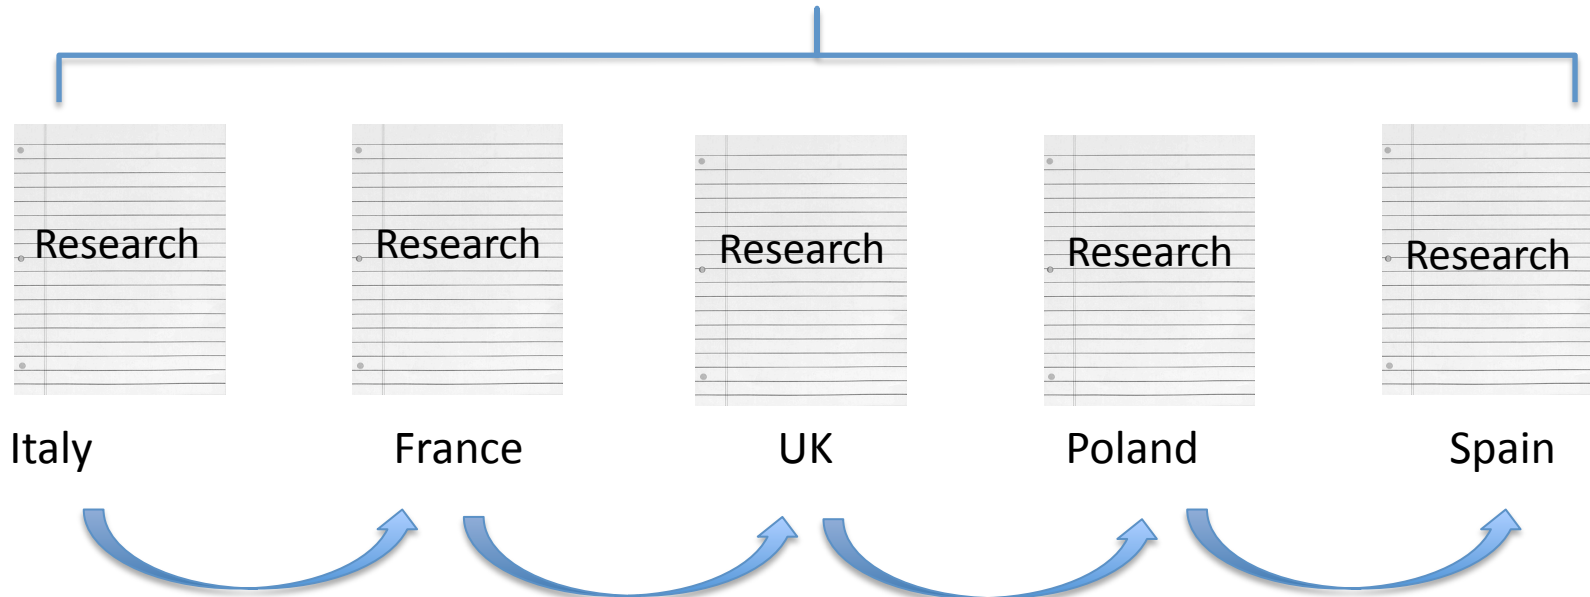 Research
Research
Research
Research
Research
Italy
France
UK
Poland
Spain